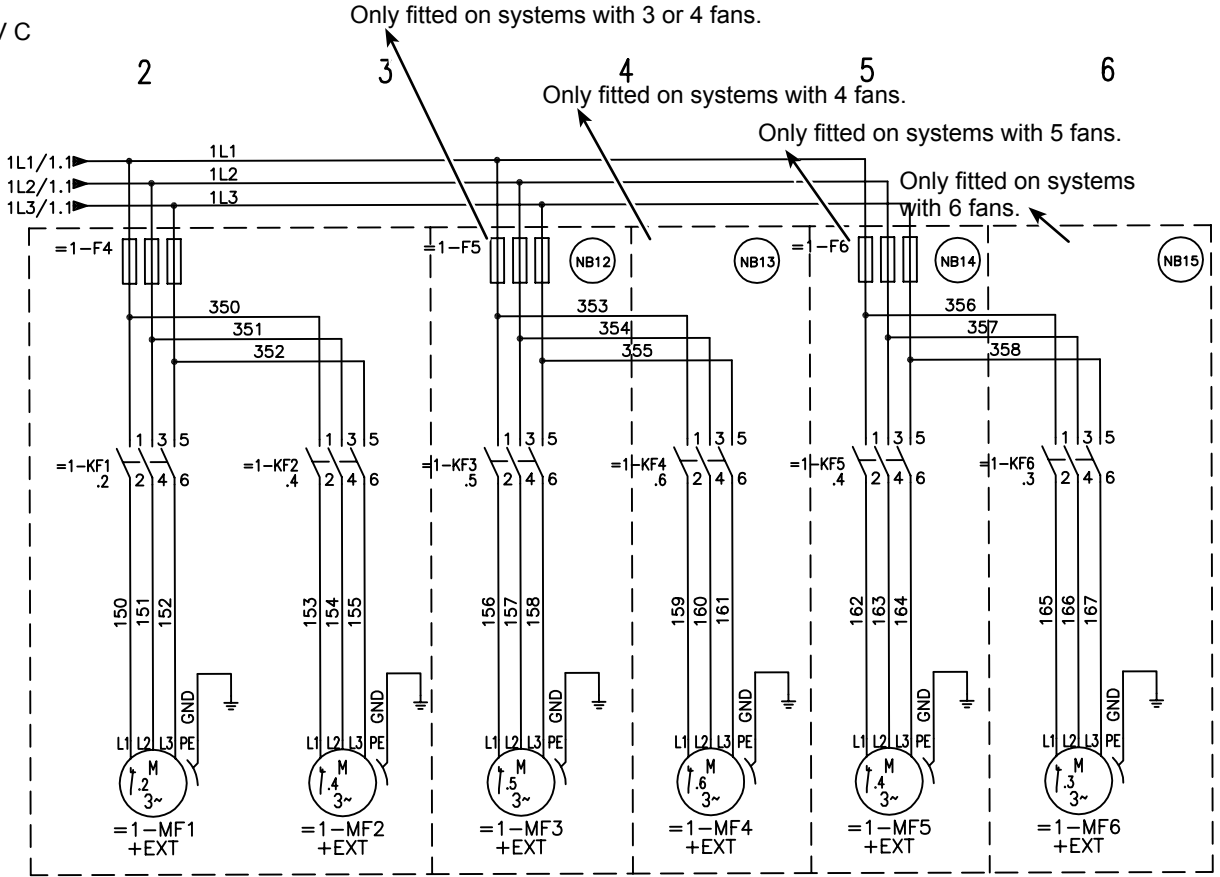 Only fitted on systems with 3 or 4 fans.
/ C
2 3 4 5 6
Only fitted on systems with 4 fans.
Only fitted on systems with 5 fans.
Only fitted on systems
with 6 fans.
1L1/1.1 1L1
1L2/1.1 1L2
1L3/1.1 1L3
=1-F4 =1-F5 NB12 NB13 =1-F6 NB14 NB15
350 353 356
351 354 357
352 355 358
1 3 5 1 3 5 1 3 5 1 3 5 1 3 5 1 3 5
=1-KF1 =1-KF2 =1-KF3 =1-KF4 =1-KF5 =1-KF6
.2 2 4 6 .4 2 4 6 .5 2 4 6 .6 2 4 6 .4 2 4 6 .3 2 4 6
150 151 152 153 154 155 156 157 158 159 160 161 162 163 164 165 166 167
GND GND GND GND GND GND
L1 L2 L3 PE L1 L2 L3 PE L1 L2 L3 PE L1 L2 L3 PE L1 L2 L3 PE L1 L2 L3 PE
M M M M M M
.2 .4 .5 .6 .4 .3
3~ 3~ 3~ 3~ 3~ 3~
=1-MF1 =1-MF2 =1-MF3 =1-MF4 =1-MF5 =1-MF6
+EXT +EXT +EXT +EXT +EXT +EXT